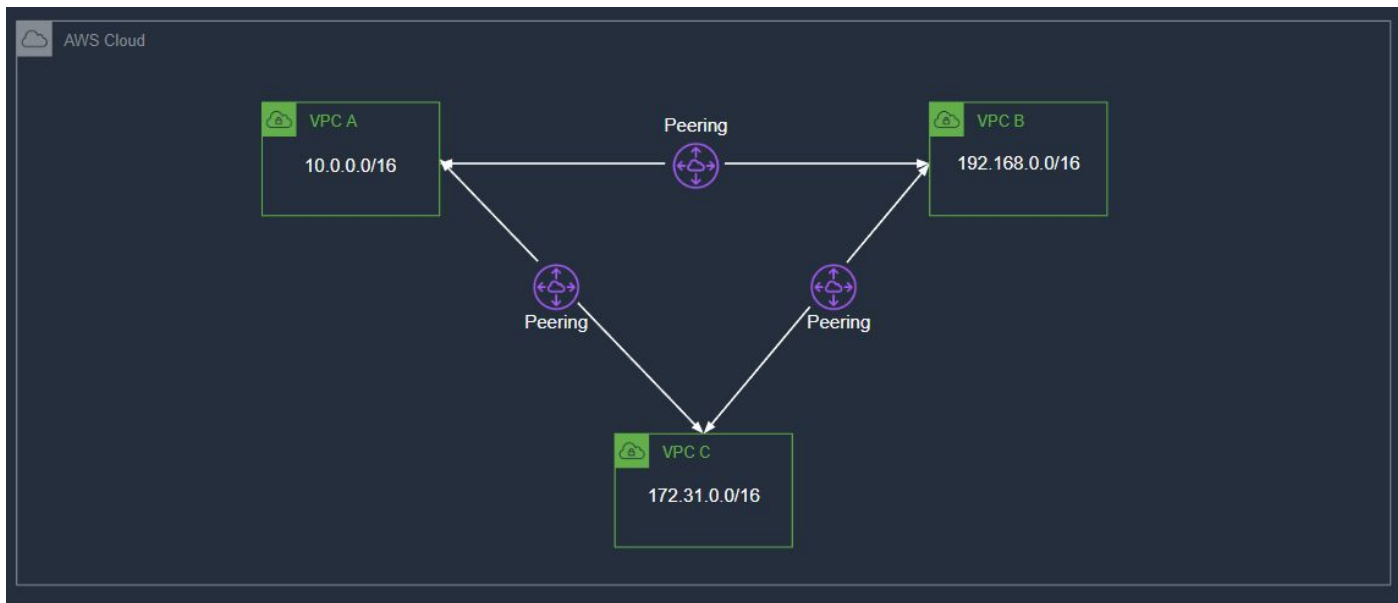 AWS Cloud
VPC A
10.0.0.0/16
Peering
VPC B
192.168.0.0/16
Peering
Peering
VPC C
172.31.0.0/16